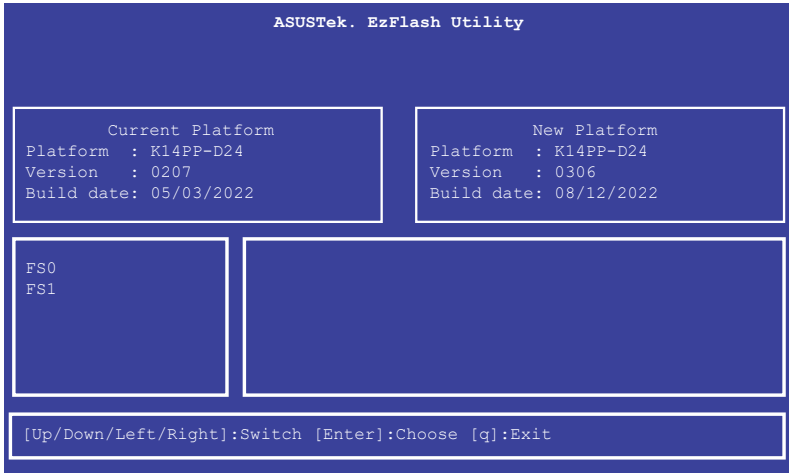 ASUSTek. EzFlash Utility
Current Platform
Platform : K14PP-D24
Version : 0207
Build date: 05/03/2022
New Platform
Platform : K14PP-D24
Version : 0306
Build date: 08/12/2022
FS0
FS1
[Up/Down/Left/Right]:Switch [Enter]:Choose [q]:Exit